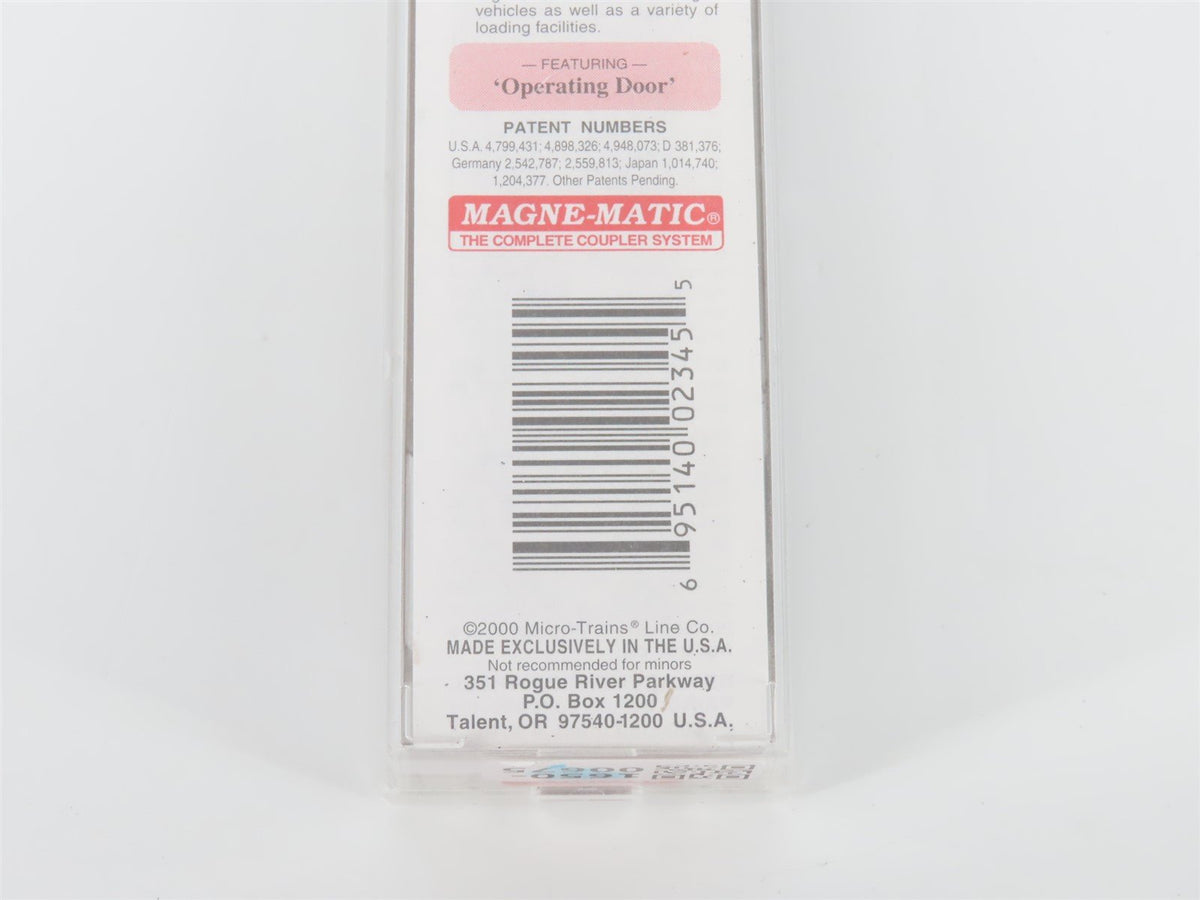 vehicles as well as a variety of
loading facilities.
— FEATURING —
‘Operating Door’
PATENT NUMBERS
U.S.A. 4,799,431; 4,898,326; 4,948,073; D 381,376;
Germany 2,542,787; 2,559,813; Japan 1,014,740;
1,204,377. Other Patents Pending.
MAGNE-MATIC®
THE COMPLETE COUPLER SYSTEM
6 95140 02345 5
©2000 Micro-Trains® Line Co.
MADE EXCLUSIVELY IN THE U.S.A.
Not recommended for minors
351 Rogue River Parkway
P.O. Box 1200
Talent, OR 97540-1200 U.S.A.